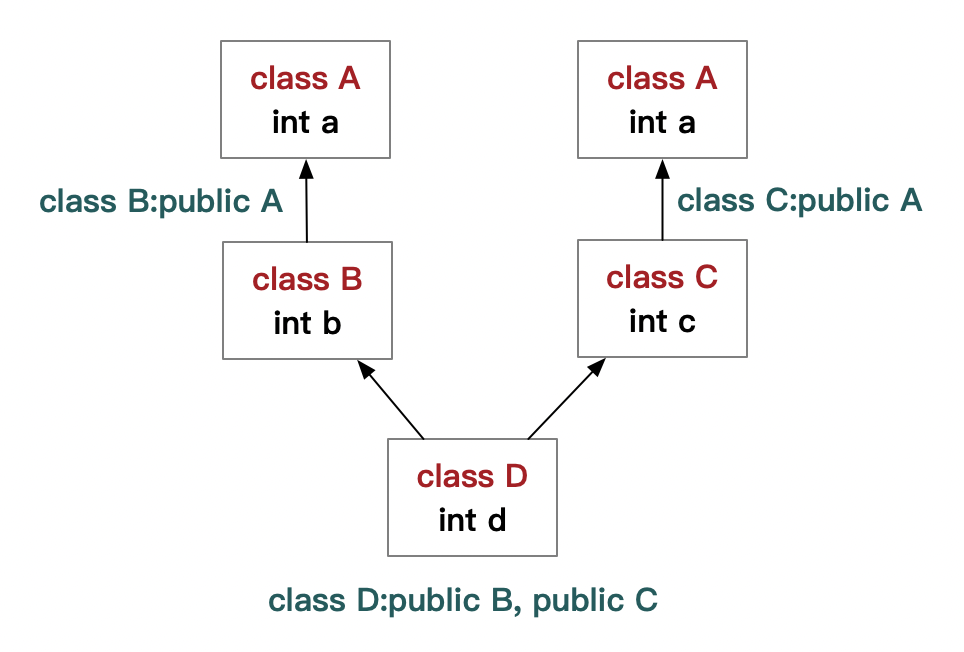 class A
int a
class A
int a
class B:public A
class C:public A
class B
int b
class C
int c
class D
int d
class D:public B, public C